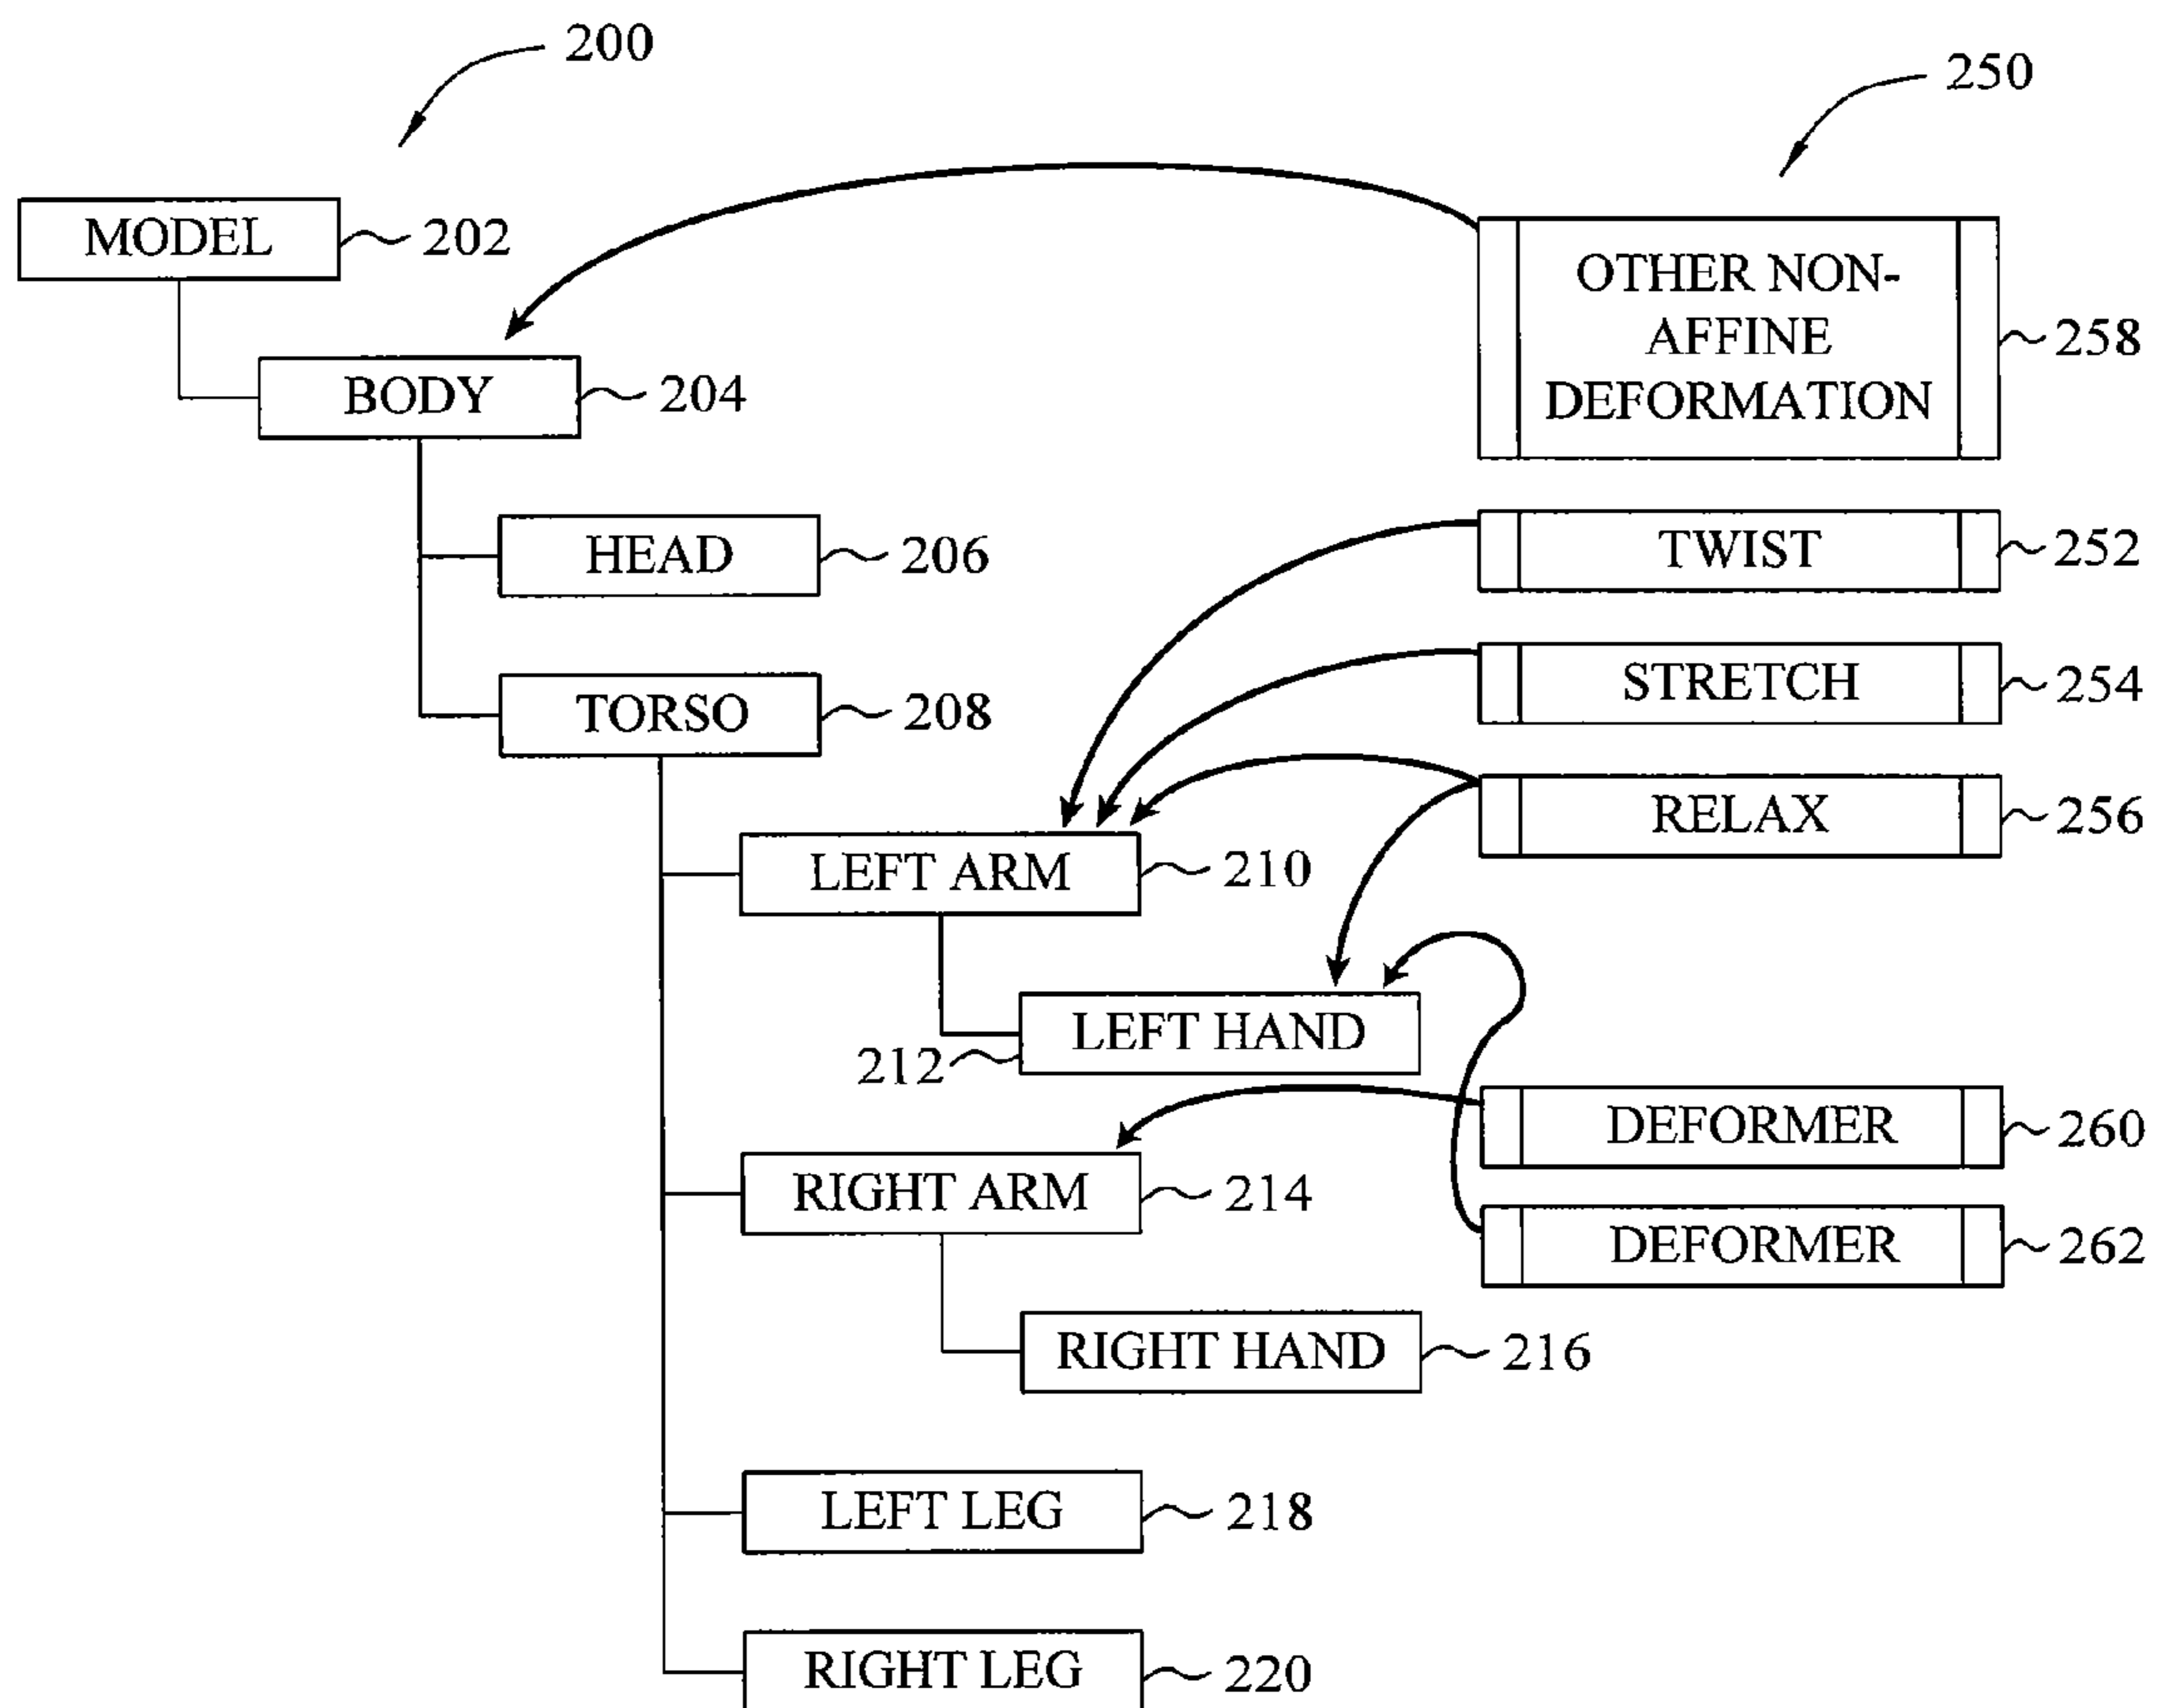 200
250
MODEL
202
OTHER NON-
AFFINE
DEFORMATION
258
BODY
204
HEAD
206
TWIST
252
TORSO
208
STRETCH
254
RELAX
256
LEFT ARM
210
LEFT HAND
212
DEFORMER
260
RIGHT ARM
214
DEFORMER
262
RIGHT HAND
216
LEFT LEG
218
RIGHT LEG
220